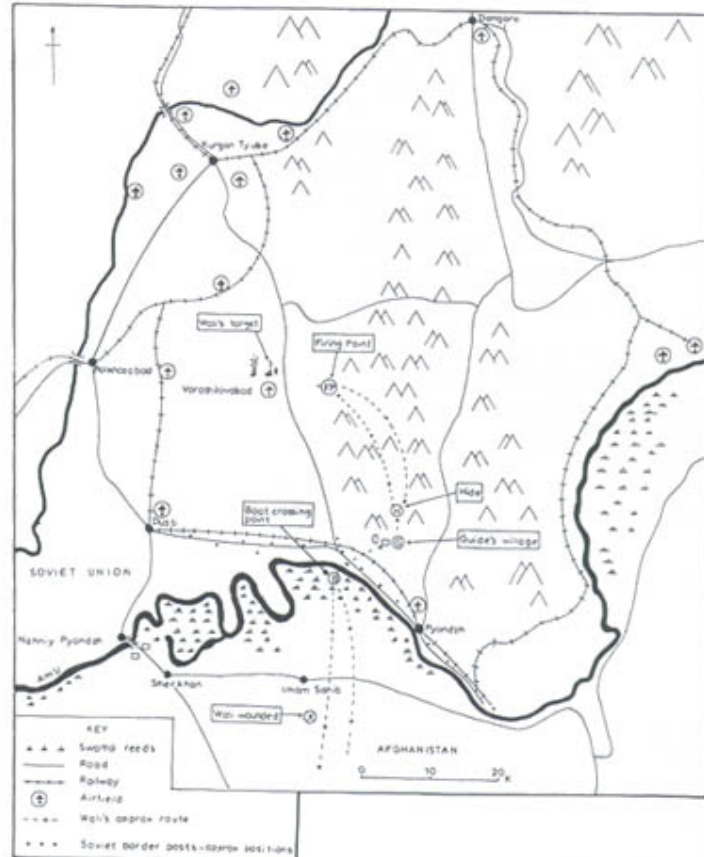 Dangara
Kurgan Tyube
Wali's target
Firing Point
FP
Voroshilovabad
Hide
H
Boat crossing
point
Guide's village
G
B
SOVIET UNION
Pyandzh
Nizhniy Pyandzh
AMU
Sherkhan
Imam Sahib
Wali wounded
X
AFGHANISTAN
0 10 20
K
KEY
Swamp reeds
Road
Railway
Airfield
Wali's approx route
Soviet border posts-approx positions